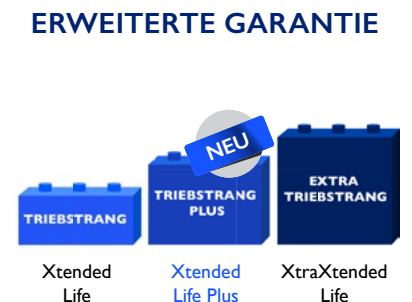 ERWEITERTE GARANTIE
NEU
TRIEBSTRANG
TRIEBSTRANG
PLUS
EXTRA
TRIEBSTRANG
Xtended
Life
Xtended
Life Plus
XtraXtended
Life